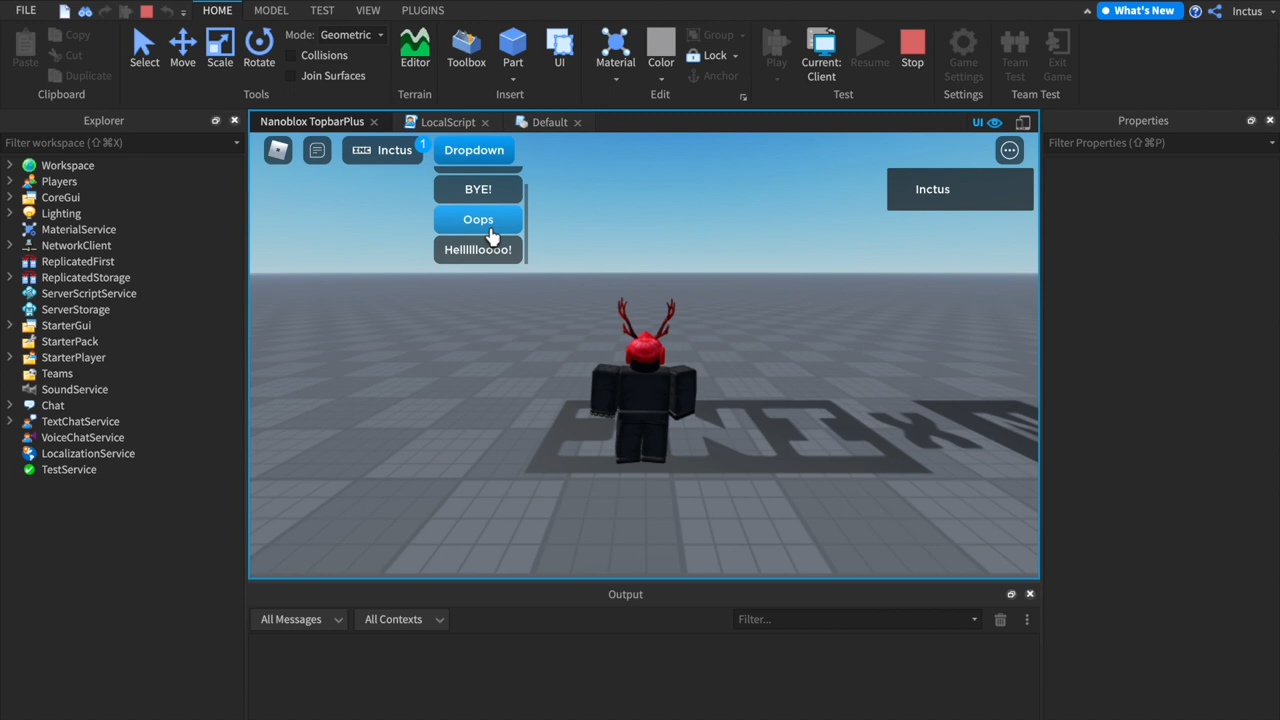 FILE HOME MODEL TEST VIEW PLUGINS What's New Inctus
Paste Copy Cut Duplicate Clipboard
Select Move Scale Rotate Mode: Geometric Collisions Join Surfaces Tools
Editor Terrain
Toolbox Part UI Insert
Material Color Group Lock Anchor Edit
Play Current: Client Resume Stop Test
Game Settings Settings
Team Test Exit Game Team Test
Explorer
Filter workspace (⇧⌘X)
Workspace
Players
CoreGui
Lighting
MaterialService
NetworkClient
ReplicatedFirst
ReplicatedStorage
ServerScriptService
ServerStorage
StarterGui
StarterPack
StarterPlayer
Teams
SoundService
Chat
TextChatService
VoiceChatService
LocalizationService
TestService
Nanoblox TopbarPlus LocalScript Default UI
Inctus 1 Dropdown
BYE!
Oops
Helllllloooo!
Inctus
Output
All Messages All Contexts Filter...
Properties
Filter Properties (⇧⌘P)